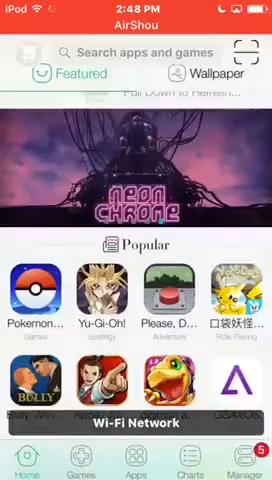 iPod 2:48 PM
AirShou
Search apps and games
Featured Wallpaper
Pull Down to Refresh...
NEON
CHROME
Popular
Pokemon... Yu-Gi-Oh! Please, D... 口袋妖怪...
Games strategy Adventure Role Playing
BULLY
Wi-Fi Network
5
Home Games Apps Charts Manager